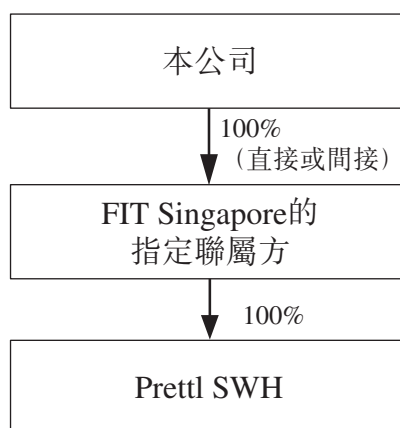 本公司
100%
（直接或間接）
FIT Singapore的
指定聯屬方
100%
Prettl SWH